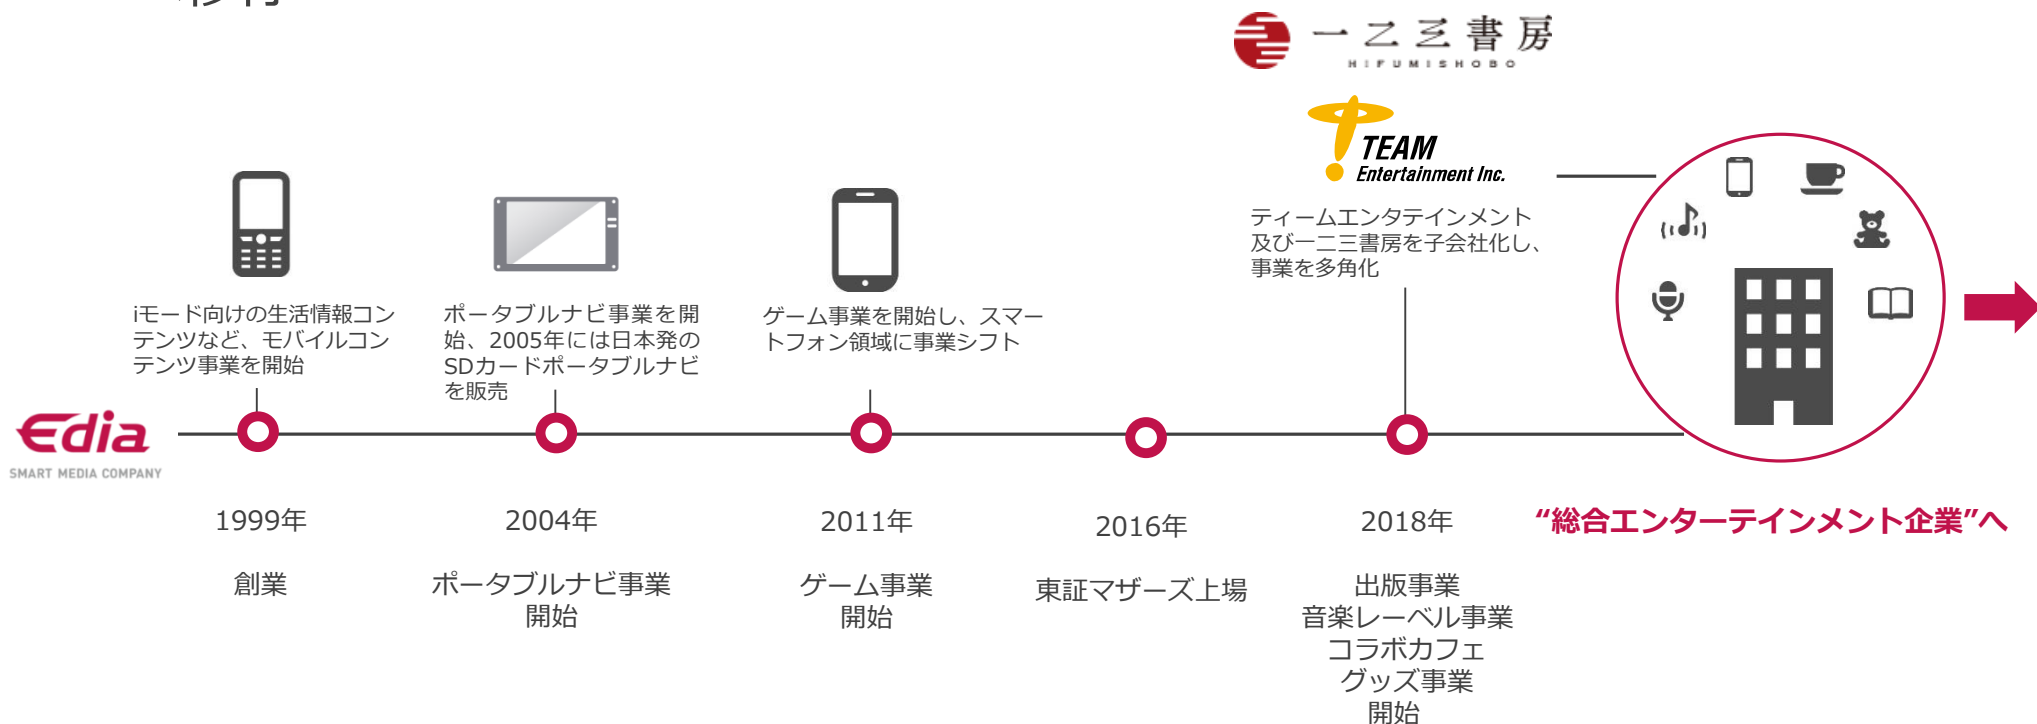 一二三書房
HIFUMISHOBO
TEAM
Entertainment Inc.
ティームエンタテインメント
及び一二三書房を子会社化し、
事業を多角化
iモード向けの生活情報コン
テンツなど、モバイルコン
テンツ事業を開始
ポータブルナビ事業を開
始、2005年には日本発の
SDカードポータブルナビ
を販売
ゲーム事業を開始し、スマー
トフォン領域に事業シフト
Edia
SMART MEDIA COMPANY
1999年
創業
2004年
ポータブルナビ事業
開始
2011年
ゲーム事業
開始
2016年
東証マザーズ上場
2018年
出版事業
音楽レーベル事業
コラボカフェ
グッズ事業
開始
“総合エンターテインメント企業”へ